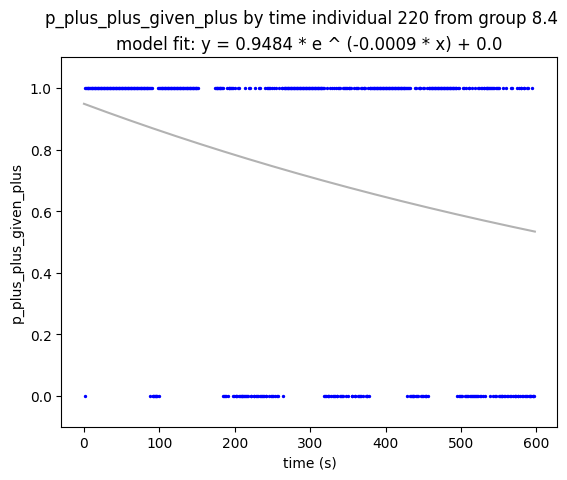 p_plus_plus_given_plus by time individual 220 from group 8.4
model fit: y = 0.9484 * e ^ (-0.0009 * x) + 0.0
1.0
0.8
0.6
0.4
0.2
0.0
p_plus_plus_given_plus
0 100 200 300 400 500 600
time (s)